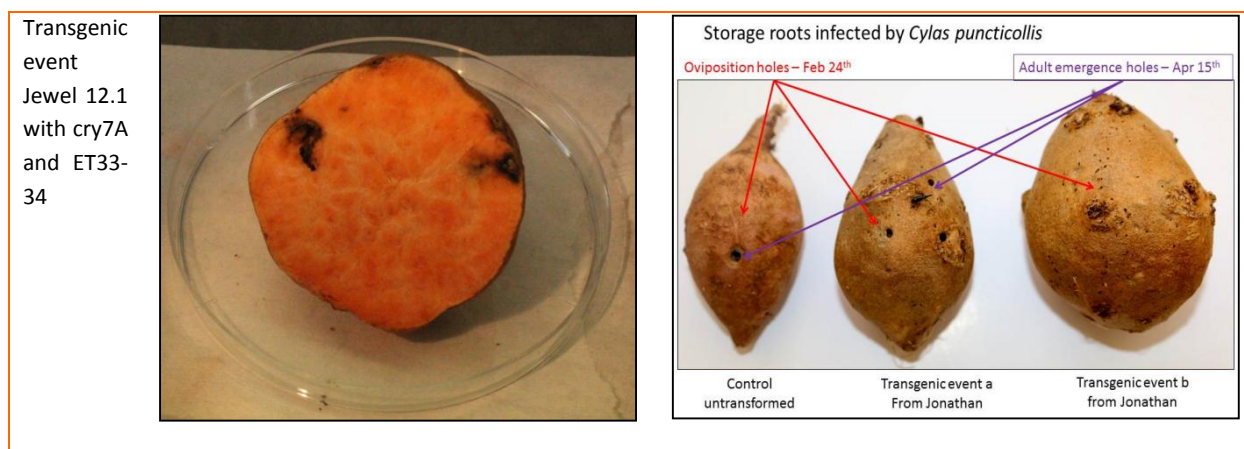 Transgenic
event
Jewel 12.1
with cry7A
and ET33-
34
Storage roots infected by Cylas puncticollis
Oviposition holes – Feb 24th
Adult emergence holes – Apr 15th
Control
untransformed
Transgenic event a
From Jonathan
Transgenic event b
from Jonathan